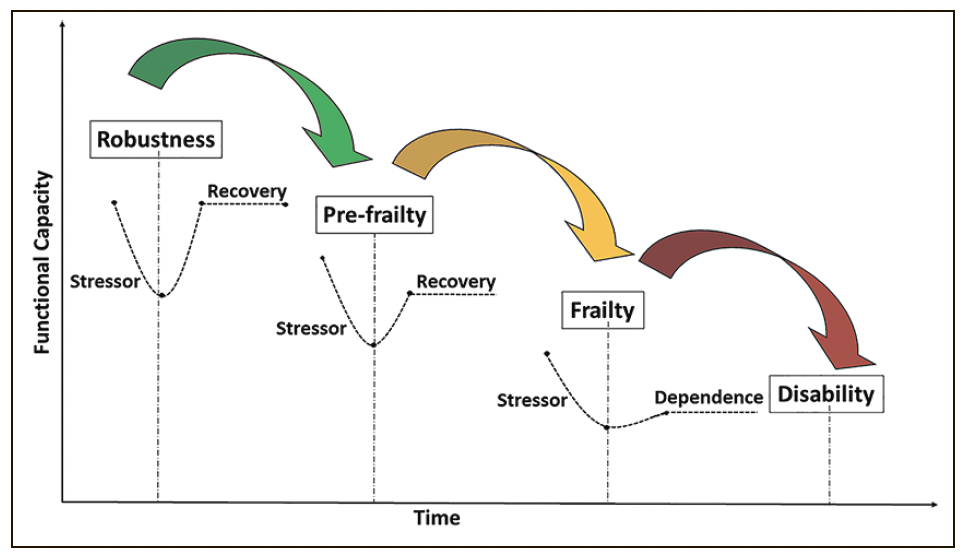 Robustness
Recovery
Stressor
Pre-frailty
Recovery
Stressor
Frailty
Stressor
Dependence
Disability
Functional Capacity
Time